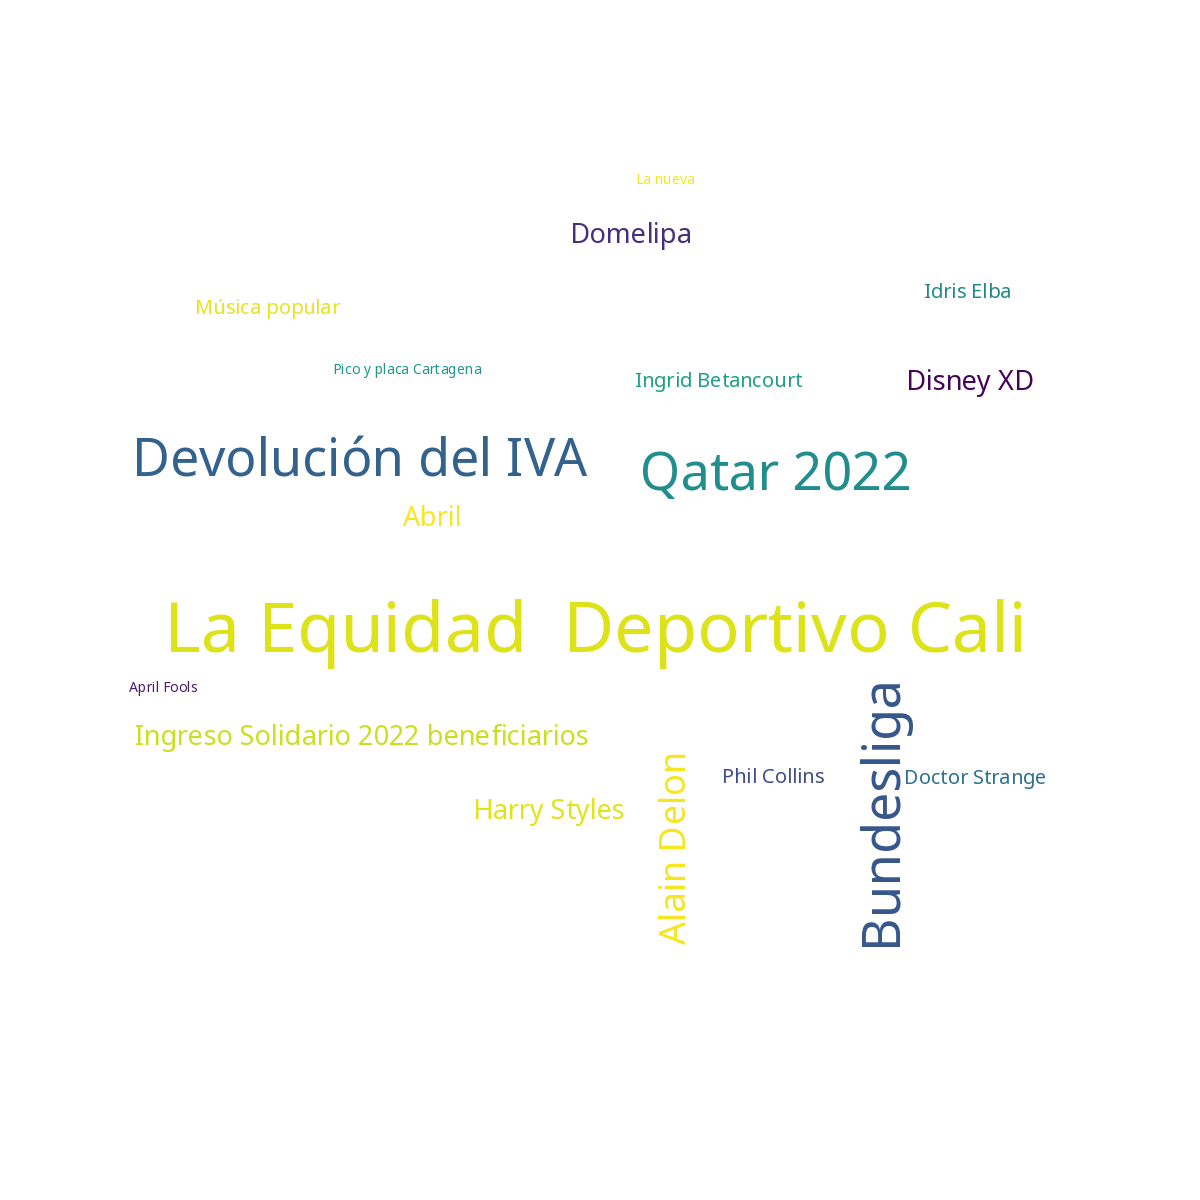 La nueva
Domelipa
Idris Elba
Música popular
Pico y placa Cartagena
Ingrid Betancourt
Disney XD
Devolución del IVA
Qatar 2022
Abril
La Equidad  Deportivo Cali
April Fools
Ingreso Solidario 2022 beneficiarios
Harry Styles
Alain Delon
Phil Collins
Bundesliga
Doctor Strange